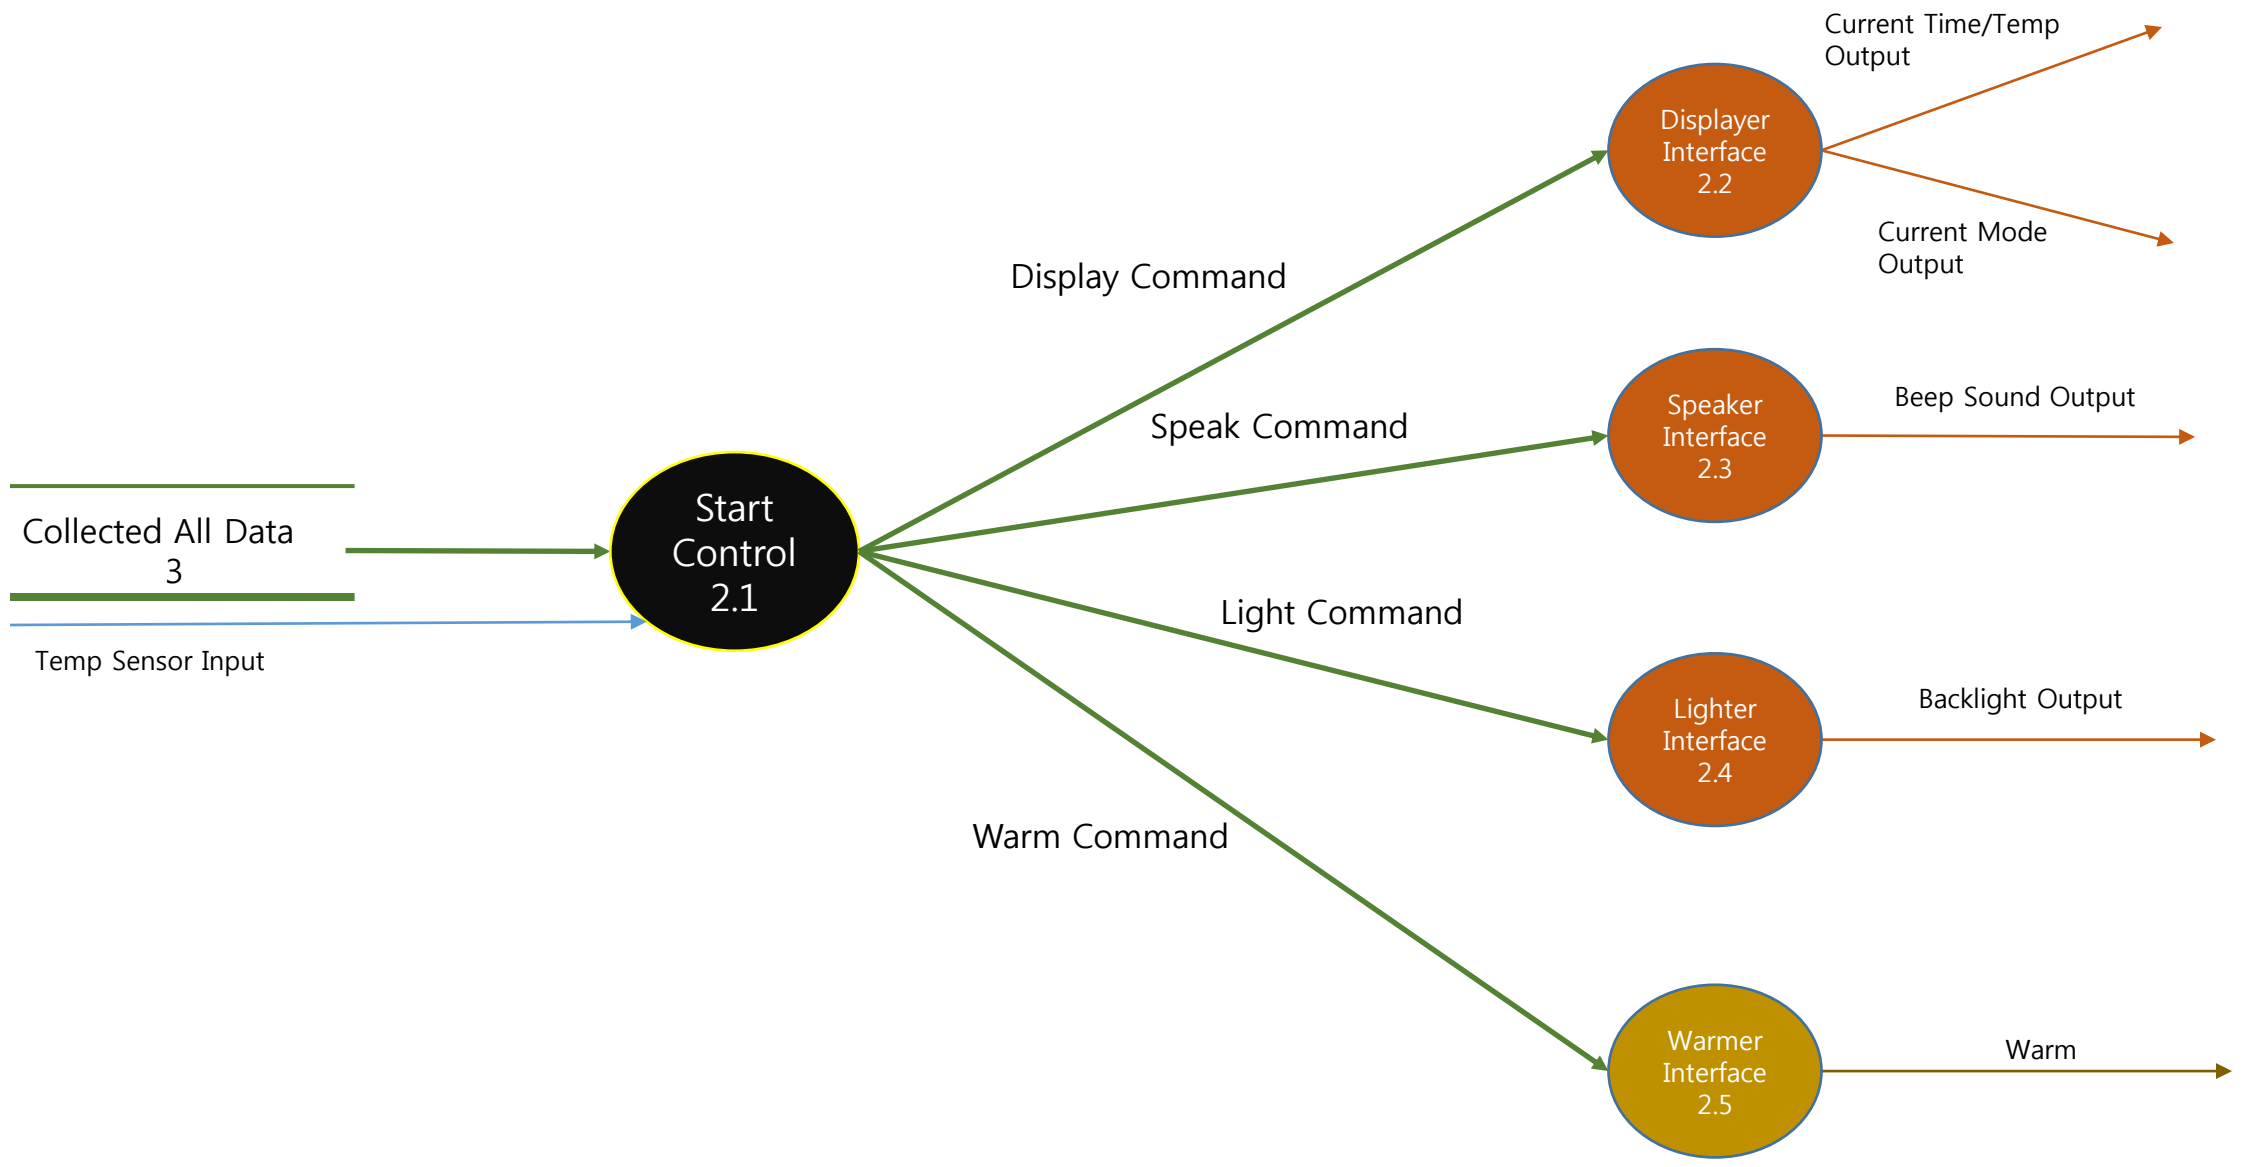 Current Time/Temp
Output
Displayer
Interface
2.2
Current Mode
Output
Display Command
Speaker
Interface
2.3
Beep Sound Output
Speak Command
Collected All Data
3
Start
Control
2.1
Temp Sensor Input
Light Command
Lighter
Interface
2.4
Backlight Output
Warm Command
Warmer
Interface
2.5
Warm